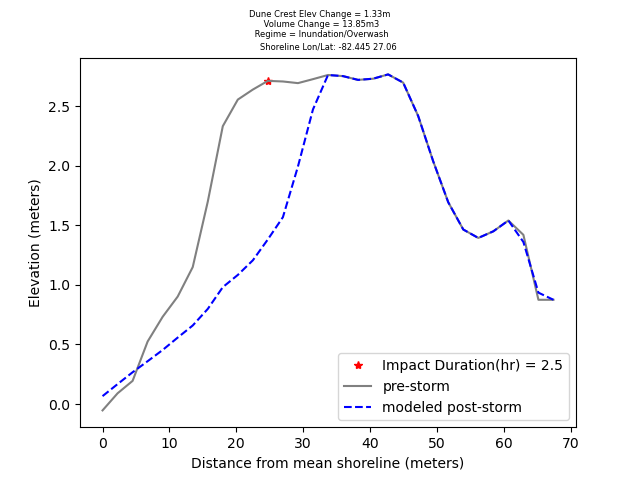 Dune Crest Elev Change = 1.33m
Volume Change = 13.85m3
Regime = Inundation/Overwash
Shoreline Lon/Lat: -82.445 27.06
Elevation (meters)
2.5
2.0
1.5
1.0
0.5
0.0
Impact Duration(hr) = 2.5
pre-storm
modeled post-storm
0 10 20 30 40 50 60 70
Distance from mean shoreline (meters)